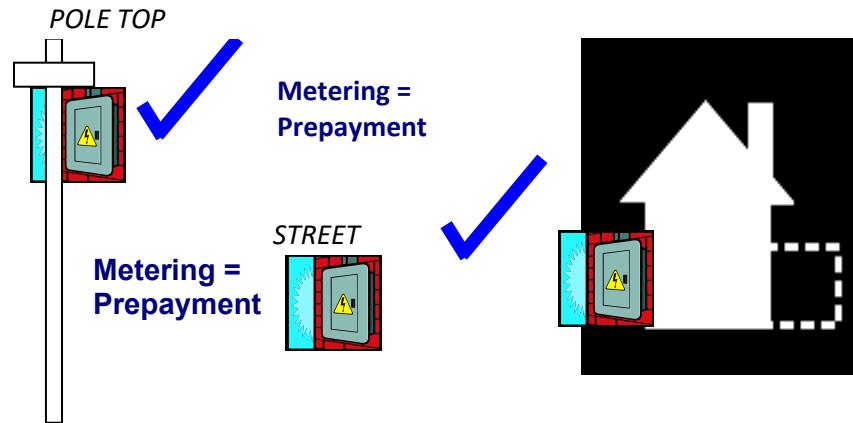 POLE TOP
Metering =
Prepayment
STREET
Metering =
Prepayment